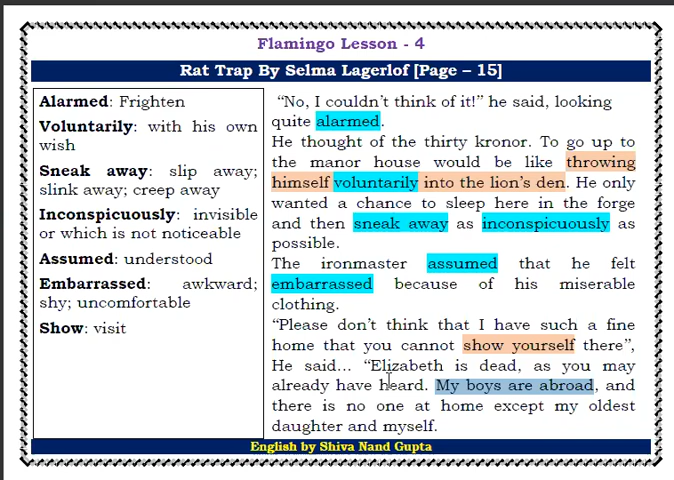 Flamingo Lesson - 4
Rat Trap By Selma Lagerlof [Page – 15]
Alarmed: Frighten
Voluntarily: with his own
wish
Sneak away: slip away;
slink away; creep away
Inconspicuously: invisible
or which is not noticeable
Assumed: understood
Embarrassed: awkward;
shy; uncomfortable
Show: visit
“No, I couldn’t think of it!” he said, looking
quite alarmed.
He thought of the thirty kronor. To go up to
the manor house would be like throwing
himself voluntarily into the lion’s den. He only
wanted a chance to sleep here in the forge
and then sneak away as inconspicuously as
possible.
The ironmaster assumed that he felt
embarrassed because of his miserable
clothing.
“Please don’t think that I have such a fine
home that you cannot show yourself there”,
He said... “Elizabeth is dead, as you may
already have heard. My boys are abroad, and
there is no one at home except my oldest
daughter and myself.
English by Shiva Nand Gupta